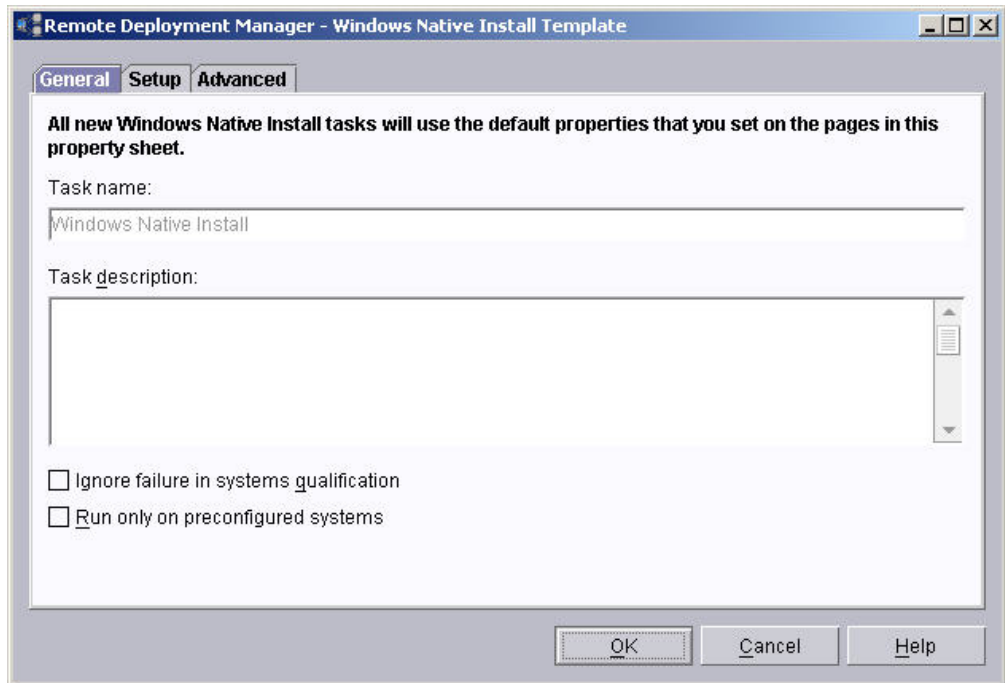 Remote Deployment Manager - Windows Native Install Template
General Setup Advanced
All new Windows Native Install tasks will use the default properties that you set on the pages in this
property sheet.
Task name:
Windows Native Install
Task description:
Ignore failure in systems qualification
Run only on preconfigured systems
OK Cancel Help